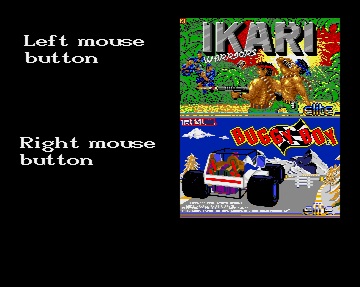 Left mouse
button
IKARI
WARRIORS
elite
Right mouse
button
BUGGY BOY
elite